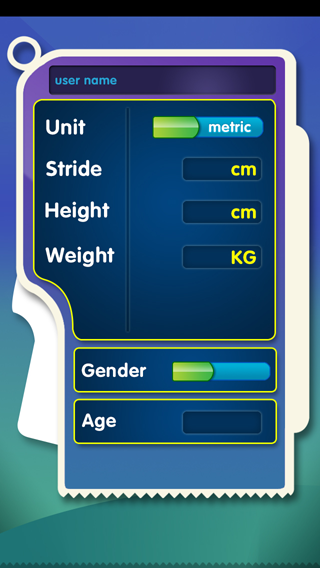 user name
Unit metric
Stride cm
Height cm
Weight KG
Gender
Age